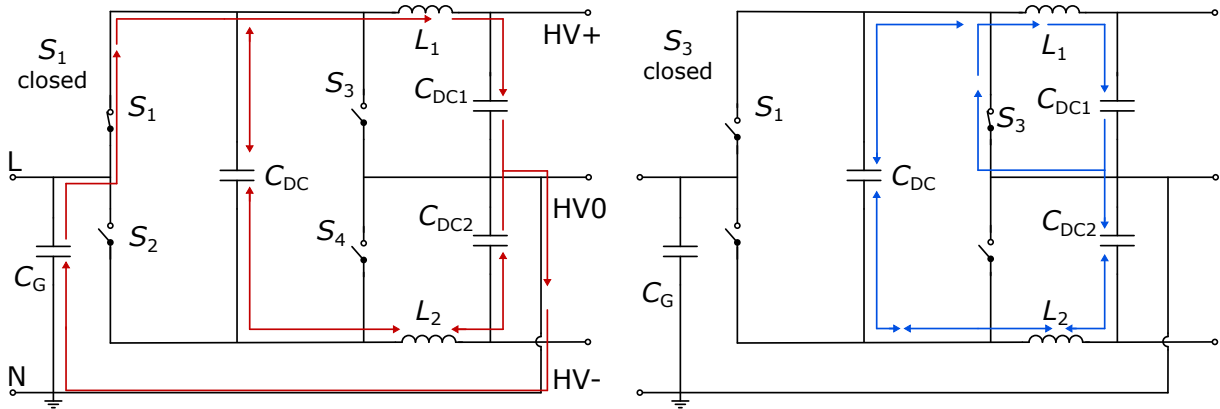 HV+
L1
S1
closed
S3
S1
CDC1
L
CDC
HV0
CDC2
S2
S4
CG
L2
N
HV-
L1
S3
closed
S1
CDC1
S3
CDC
CDC2
CG
L2